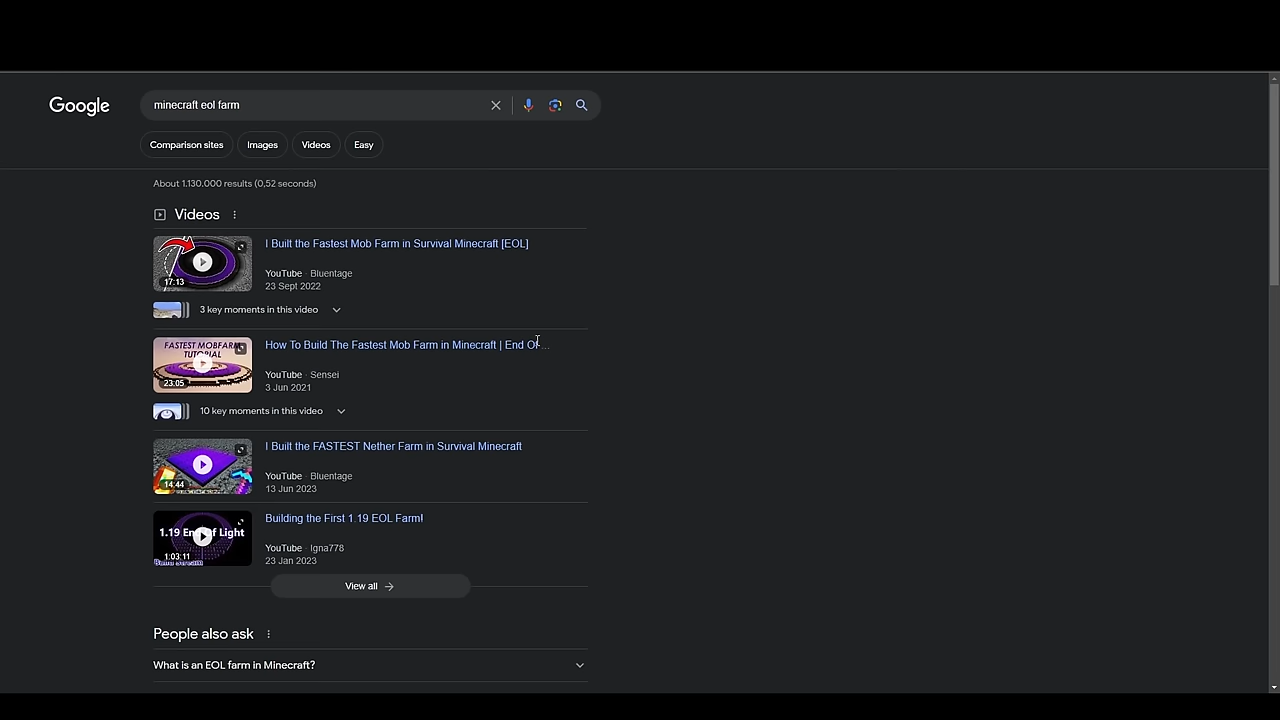 Google
minecraft eol farm
Comparison sites
Images
Videos
Easy
About 1.130.000 results (0,52 seconds)
Videos
I Built the Fastest Mob Farm in Survival Minecraft [EOL]
YouTube · Bluentage
23 Sept 2022
17:13
3 key moments in this video
FASTEST MOBFARM
TUTORIAL
How To Build The Fastest Mob Farm in Minecraft | End Of ...
YouTube · Sensei
3 Jun 2021
23:05
10 key moments in this video
I Built the FASTEST Nether Farm in Survival Minecraft
YouTube · Bluentage
13 Jun 2023
14:44
Building the First 1.19 EOL Farm!
1.19 End Of Light
YouTube · Igna778
23 Jan 2023
1:03:11
Build Stream
View all
People also ask
What is an EOL farm in Minecraft?